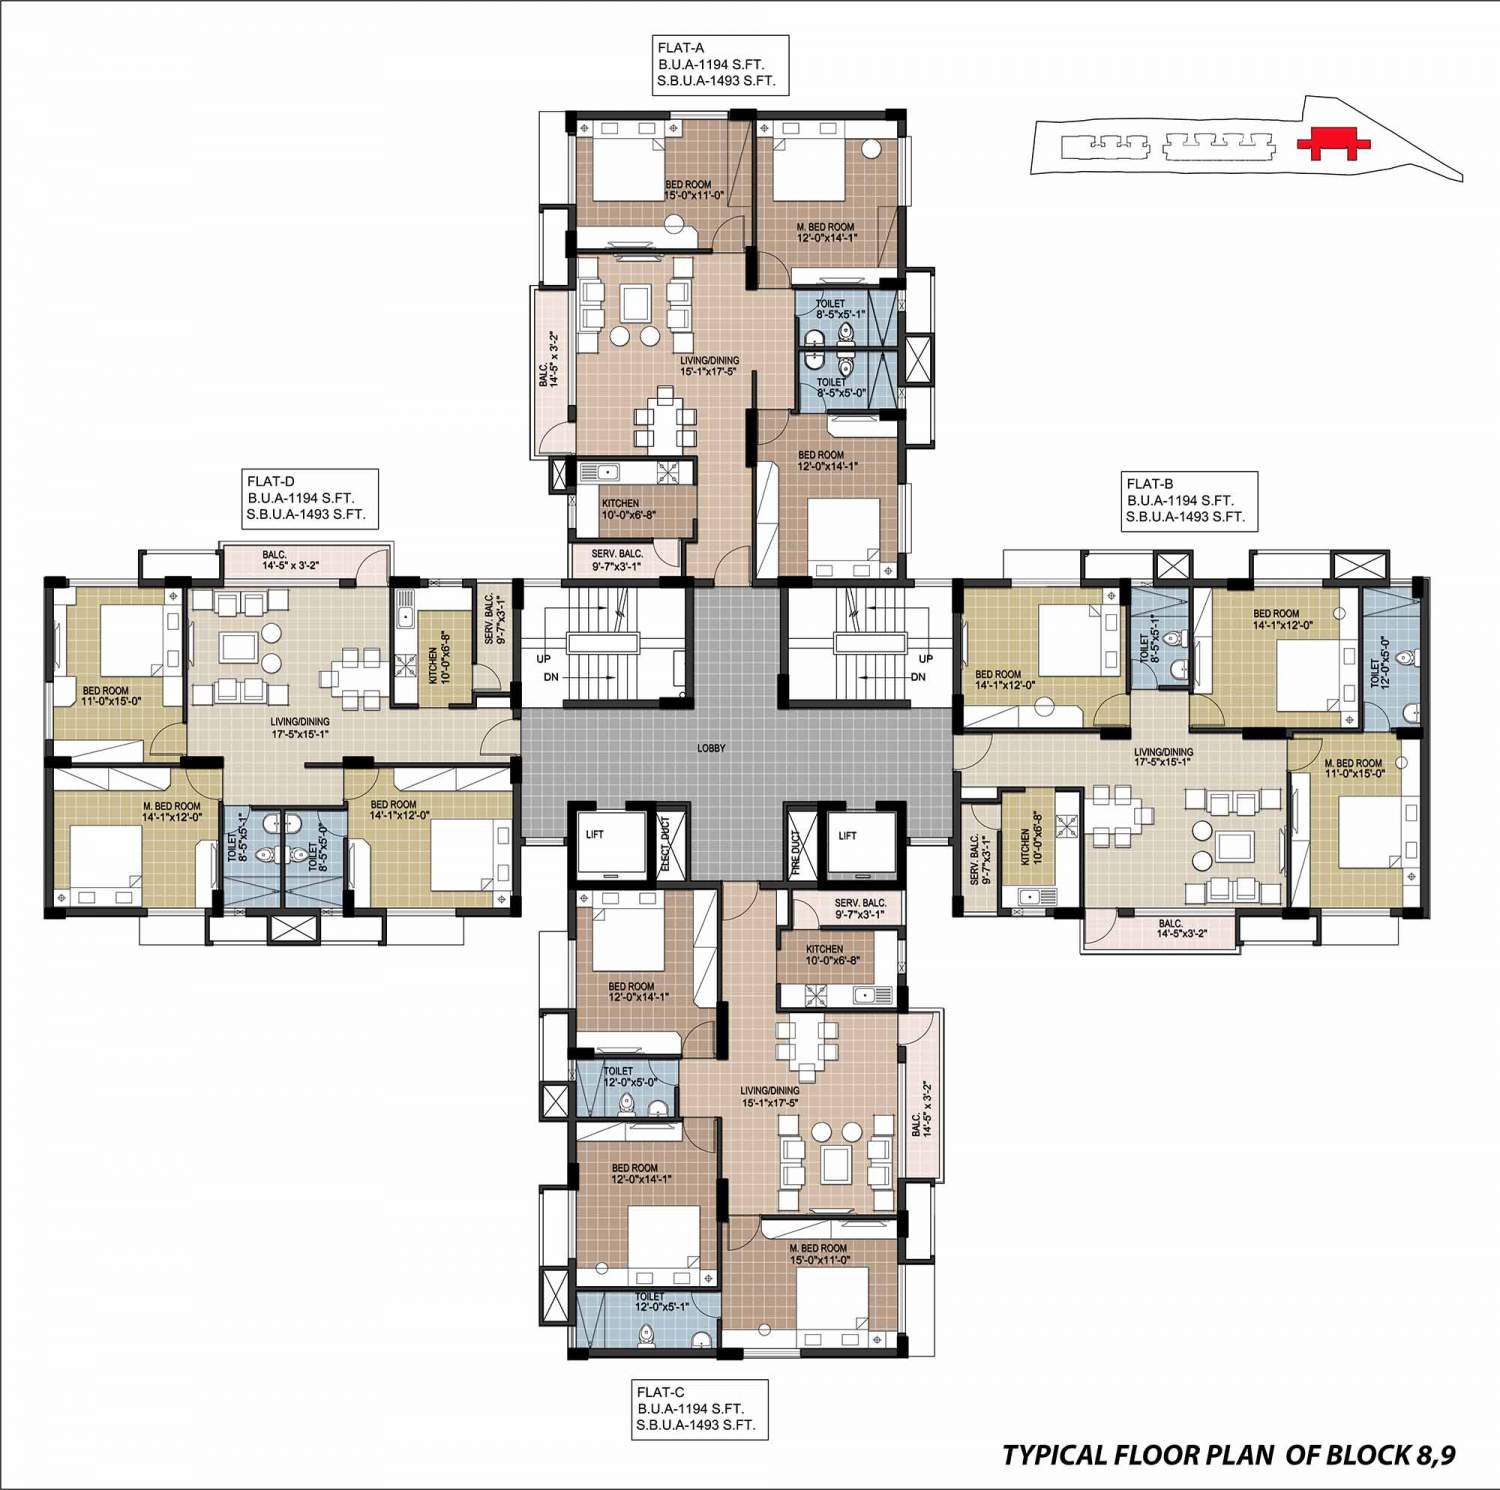 FLAT-A
B.U.A-1194 S.FT.
S.B.U.A-1493 S.FT.
BED ROOM
15'-0"x11'-0"
M. BED ROOM
12'-0"x14'-1"
TOILET
8'-5"x5'-1"
BALC.
14'-5" x 3'-2"
LIVING/DINING
15'-1"x17'-5"
TOILET
8'-5"x5'-0"
BED ROOM
12'-0"x14'-1"
KITCHEN
10'-0"x6'-8"
SERV. BALC.
9'-7"x3'-1"
FLAT-D
B.U.A-1194 S.FT.
S.B.U.A-1493 S.FT.
BALC.
14'-5" x 3'-2"
BED ROOM
11'-0"x15'-0"
KITCHEN
10'-0"x6'-8"
SERV. BALC.
9'-7"x3'-1"
LIVING/DINING
17'-5"x15'-1"
M. BED ROOM
14'-1"x12'-0"
TOILET
8'-5"x5'-1"
TOILET
8'-5"x5'-0"
BED ROOM
14'-1"x12'-0"
UP
DN
UP
DN
LOBBY
LIFT
ELECT.DUCT
FIRE.DUCT
LIFT
FLAT-B
B.U.A-1194 S.FT.
S.B.U.A-1493 S.FT.
BED ROOM
14'-1"x12'-0"
TOILET
8'-5"x5'-1"
BED ROOM
14'-1"x12'-0"
TOILET
12'-0"x5'-0"
LIVING/DINING
17'-5"x15'-1"
M. BED ROOM
11'-0"x15'-0"
SERV. BALC.
9'-7"x3'-1"
KITCHEN
10'-0"x6'-8"
BALC.
14'-5"x3'-2"
SERV. BALC.
9'-7"x3'-1"
KITCHEN
10'-0"x6'-8"
BED ROOM
12'-0"x14'-1"
TOILET
12'-0"x5'-0"
LIVING/DINING
15'-1"x17'-5"
BALC.
14'-5" x 3'-2"
BED ROOM
12'-0"x14'-1"
M. BED ROOM
15'-0"x11'-0"
TOILET
12'-0"x5'-1"
FLAT-C
B.U.A-1194 S.FT.
S.B.U.A-1493 S.FT.
TYPICAL FLOOR PLAN OF BLOCK 8,9